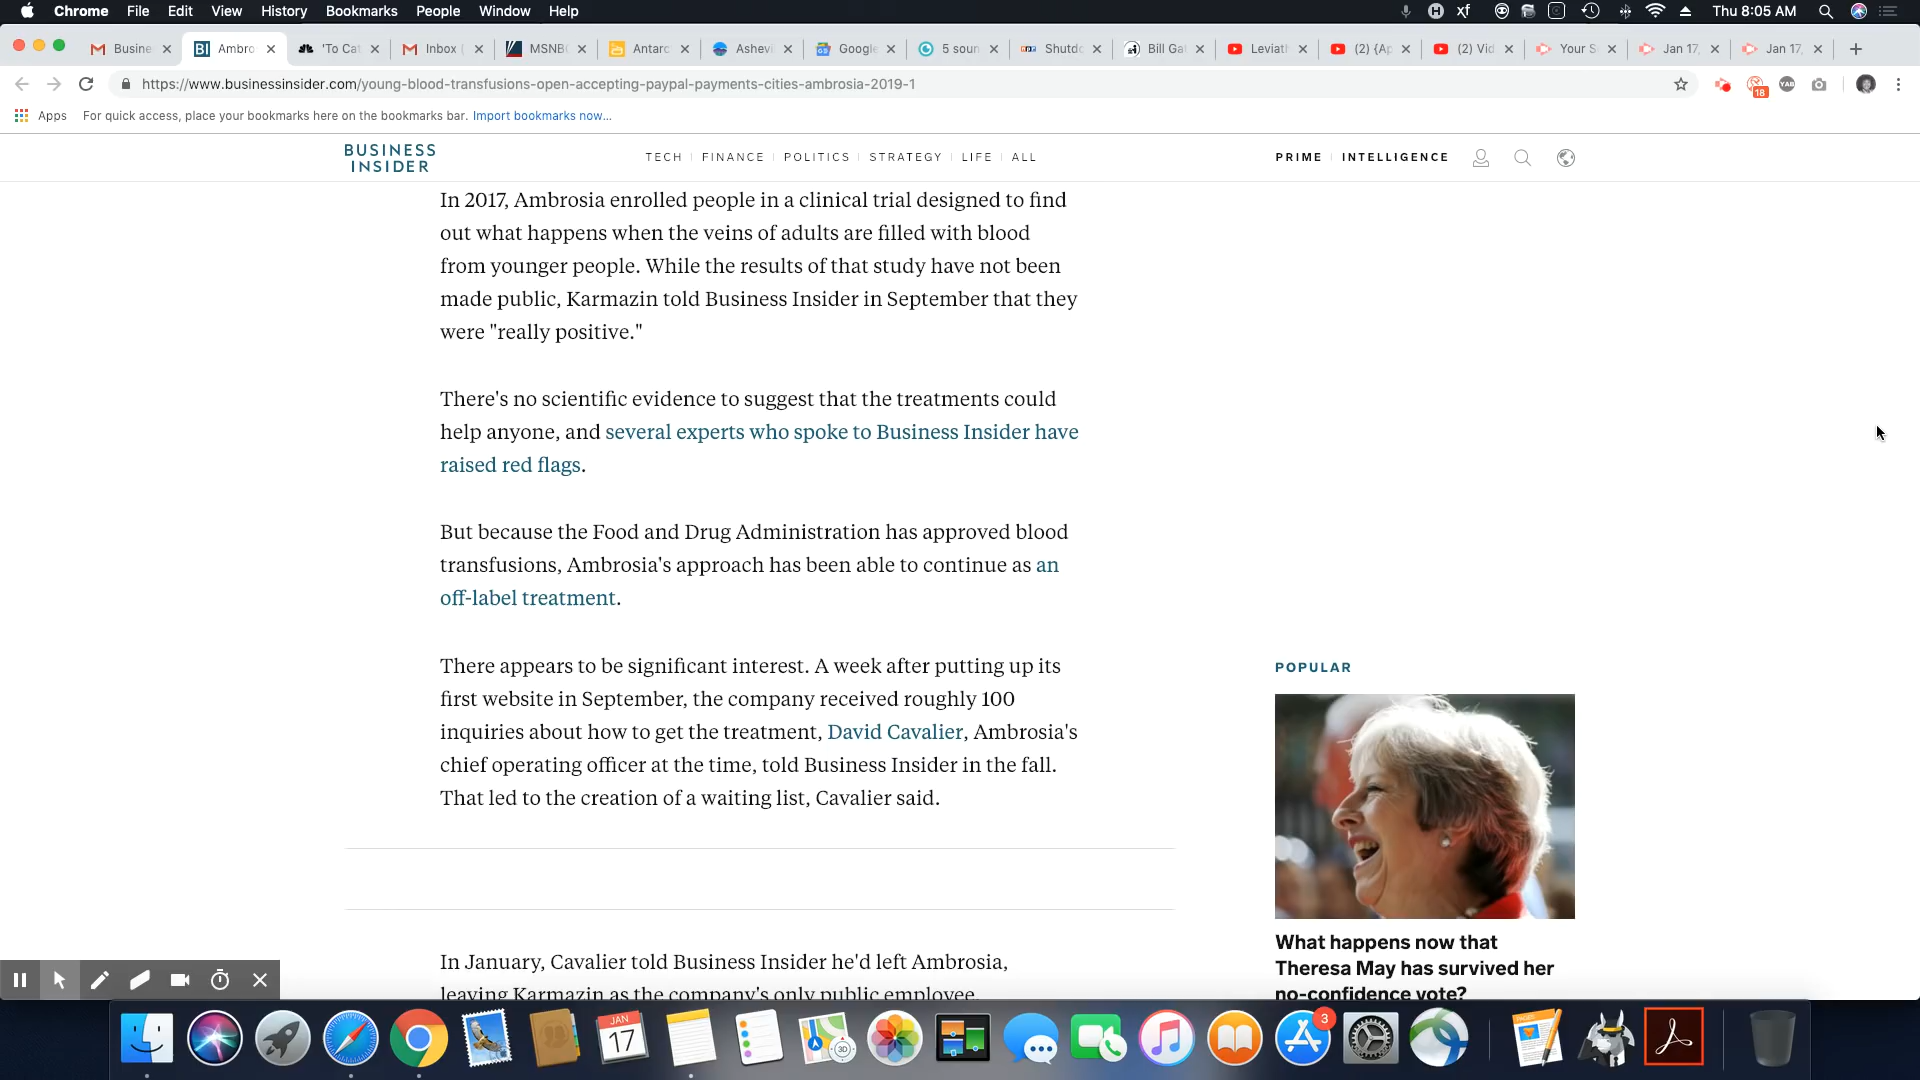 Chrome File Edit View History Bookmarks People Window Help Thu 8:05 AM
Busine Ambro 'To Cat Inbox ( MSNBC Antarc Ashevi Google 5 soun Shutdo Bill Gat Leviath (2) {Ap (2) Vid Your S Jan 17, Jan 17,
https://www.businessinsider.com/young-blood-transfusions-open-accepting-paypal-payments-cities-ambrosia-2019-1
18
YAB
Apps For quick access, place your bookmarks here on the bookmarks bar. Import bookmarks now...
BUSINESS
INSIDER
TECH FINANCE POLITICS STRATEGY LIFE ALL
PRIME INTELLIGENCE
In 2017, Ambrosia enrolled people in a clinical trial designed to find
out what happens when the veins of adults are filled with blood
from younger people. While the results of that study have not been
made public, Karmazin told Business Insider in September that they
were "really positive."
There's no scientific evidence to suggest that the treatments could
help anyone, and several experts who spoke to Business Insider have
raised red flags.
But because the Food and Drug Administration has approved blood
transfusions, Ambrosia's approach has been able to continue as an
off-label treatment.
There appears to be significant interest. A week after putting up its
first website in September, the company received roughly 100
inquiries about how to get the treatment, David Cavalier, Ambrosia's
chief operating officer at the time, told Business Insider in the fall.
That led to the creation of a waiting list, Cavalier said.
In January, Cavalier told Business Insider he'd left Ambrosia,
leaving Karmazin as the company's only public employee.
POPULAR
What happens now that
Theresa May has survived her
no-confidence vote?
JAN
17
3D
3
PAGES